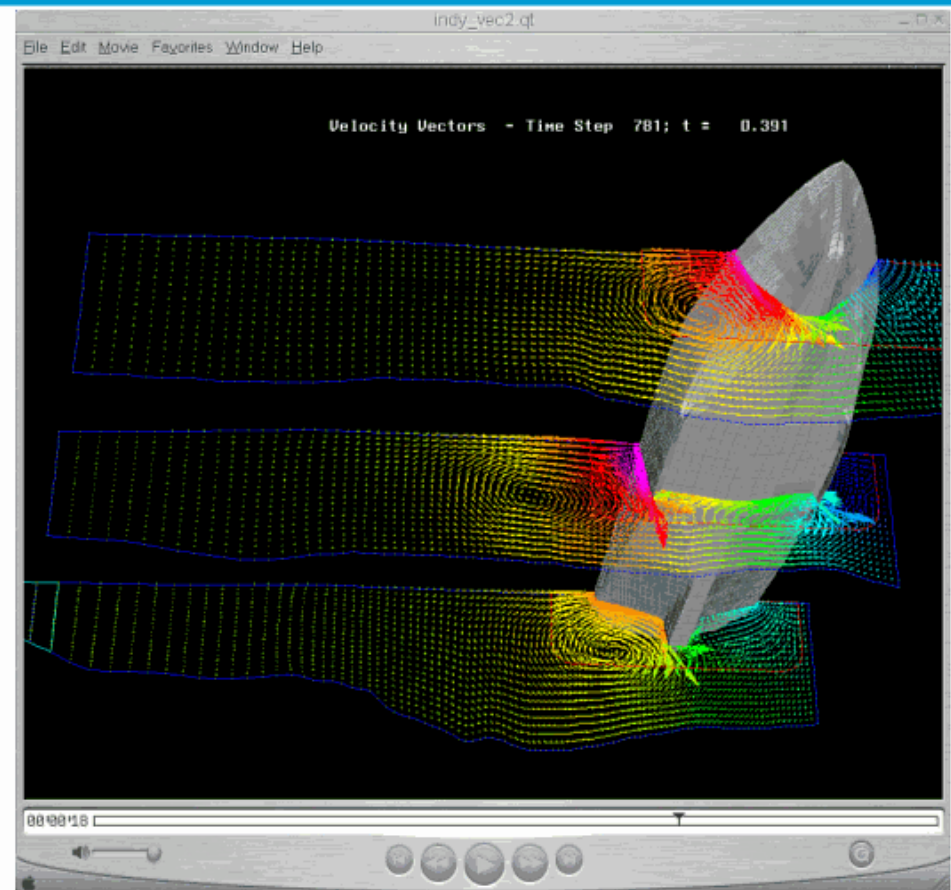 indy_vec2.qt
File Edit Movie Favorites Window Help
Velocity Vectors - Time Step 781; t = 0.391
00:00:18